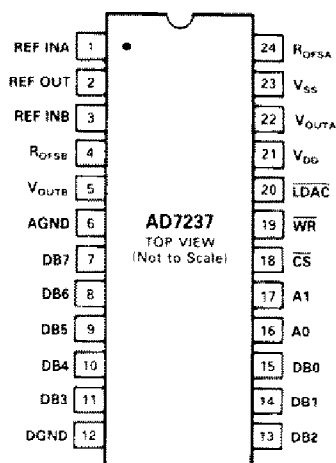 REF INA 1
REF OUT 2
REF INB 3
ROFSB 4
VOUTB 5
AGND 6
DB7 7
DB6 8
DB5 9
DB4 10
DB3 11
DGND 12
AD7237
TOP VIEW
(Not to Scale)
24 ROFSA
23 VSS
22 VOUTA
21 VDD
20 LDAC
19 WR
18 CS
17 A1
16 A0
15 DB0
14 DB1
13 DB2